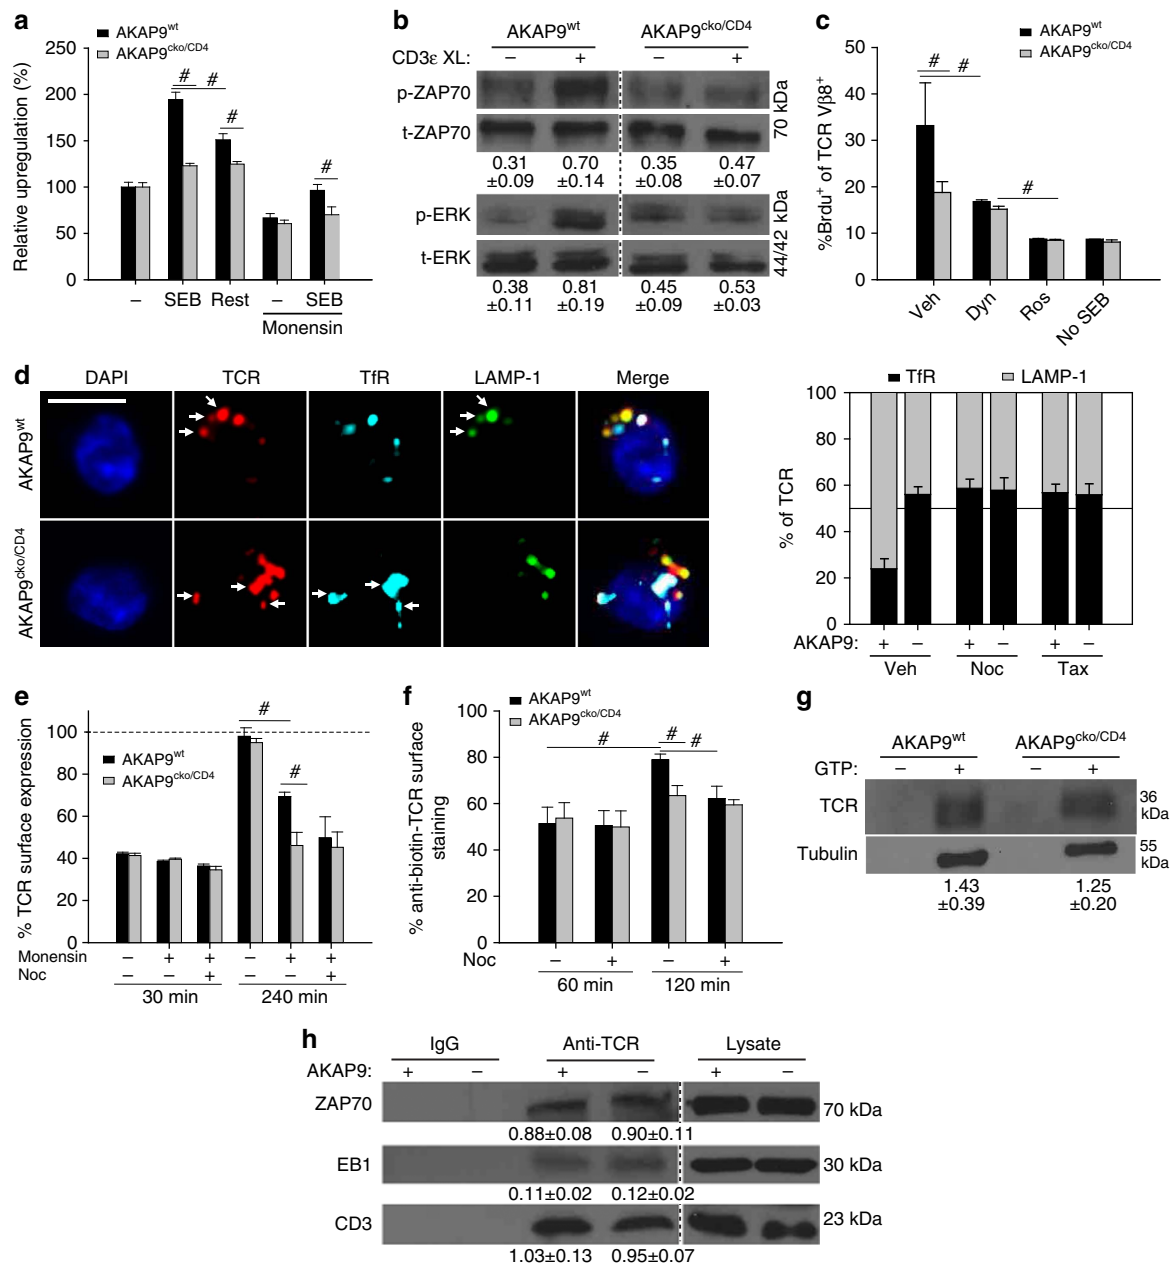 a
AKAP9wt
AKAP9cko/CD4
Relative upregulation (%)
250
200
150
100
50
0
# # # #
– SEB Rest – SEB
Monensin
b
AKAP9wt AKAP9cko/CD4
CD3ε XL: – + – +
p-ZAP70
t-ZAP70
70 kDa
0.31 0.70 0.35 0.47
±0.09 ±0.14 ±0.08 ±0.07
p-ERK
t-ERK
44/42 kDa
0.38 0.81 0.45 0.53
±0.11 ±0.19 ±0.09 ±0.03
c
AKAP9wt
AKAP9cko/CD4
%Brdu+ of TCR Vβ8+
50
40
30
20
10
0
# # #
Veh Dyn Ros No SEB
d
DAPI TCR TfR LAMP-1 Merge
AKAP9wt
AKAP9cko/CD4
TfR LAMP-1
% of TCR
100
80
60
40
20
0
AKAP9: + – + – + –
Veh Noc Tax
e
% TCR surface expression
100
80
60
40
20
0
AKAP9wt
AKAP9cko/CD4
# #
Monensin – + + – + +
Noc – – + – – +
30 min 240 min
f
AKAP9wt
AKAP9cko/CD4
% anti-biotin-TCR surface
staining
100
80
60
40
20
0
# # #
Noc – + – +
60 min 120 min
g
AKAP9wt AKAP9cko/CD4
GTP: – + – +
TCR 36
kDa
Tubulin 55
kDa
1.43 1.25
±0.39 ±0.20
h
IgG Anti-TCR Lysate
AKAP9: + – + – + –
ZAP70 70 kDa
0.88±0.08 0.90±0.11
EB1 30 kDa
0.11±0.02 0.12±0.02
CD3 23 kDa
1.03±0.13 0.95±0.07